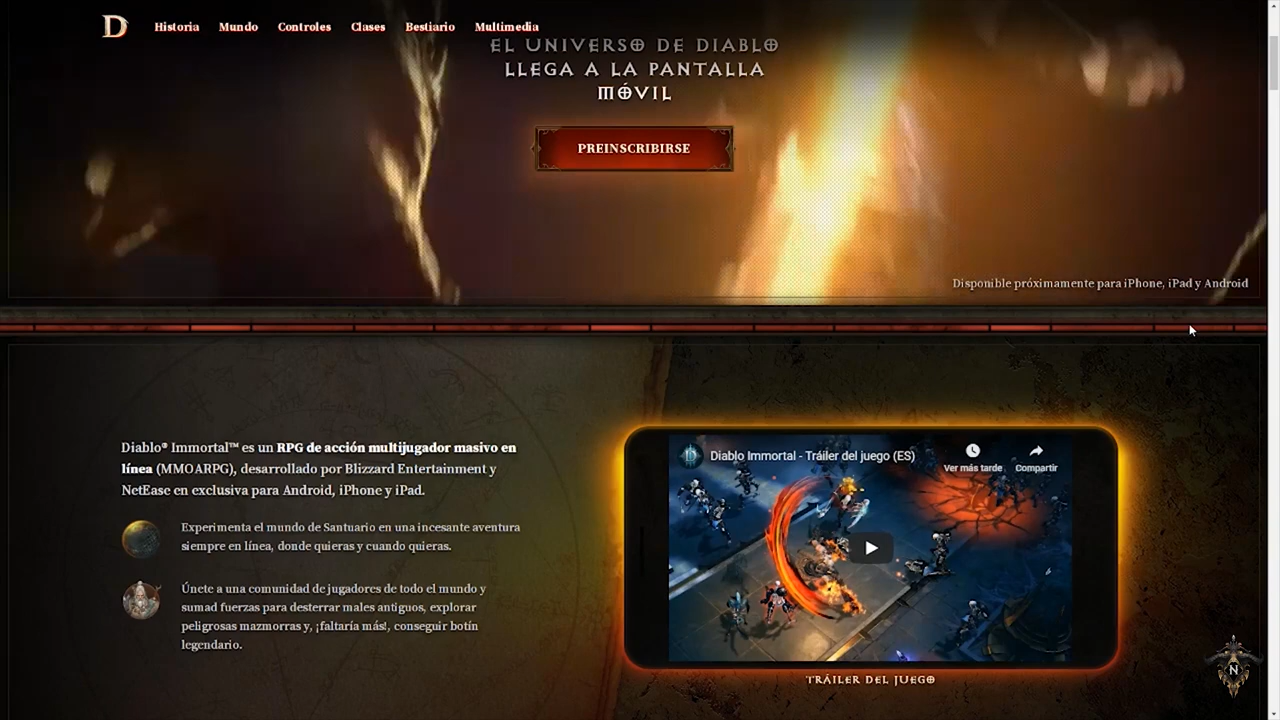 D
Historia Mundo Controles Clases Bestiario Multimedia
EL UNIVERSO DE DIABLO
LLEGA A LA PANTALLA
MÓVIL
PREINSCRIBIRSE
Disponible próximamente para iPhone, iPad y Android
Diablo® Immortal™ es un RPG de acción multijugador masivo en
línea (MMOARPG), desarrollado por Blizzard Entertainment y
NetEase en exclusiva para Android, iPhone y iPad.
Experimenta el mundo de Santuario en una incesante aventura
siempre en línea, donde quieras y cuando quieras.
Únete a una comunidad de jugadores de todo el mundo y
sumad fuerzas para desterrar males antiguos, explorar
peligrosas mazmorras y, ¡faltaría más!, conseguir botín
legendario.
Diablo Immortal - Tráiler del juego (ES)
Ver más tarde Compartir
TRÁILER DEL JUEGO
N